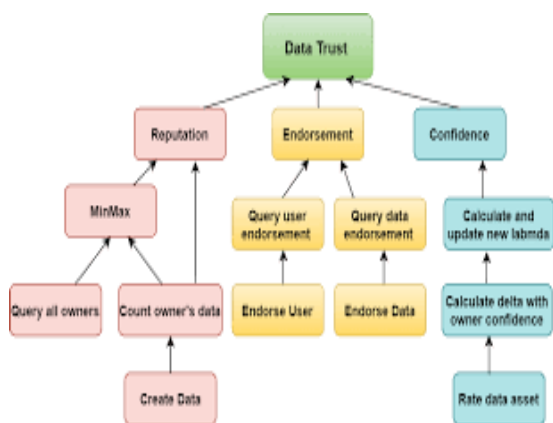 Data Trust
Reputation
Endorsement
Confidence
MinMax
Query user
endorsement
Query data
endorsement
Calculate and
update new labmda
Query all owners
Count owner's data
Endorse User
Endorse Data
Calculate delta with
owner confidence
Create Data
Rate data asset